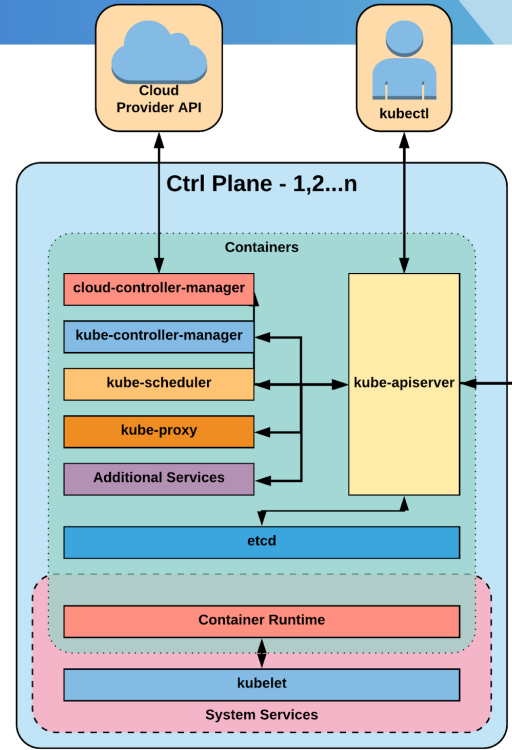 Cloud
Provider API
kubectl
Ctrl Plane - 1,2...n
Containers
cloud-controller-manager
kube-controller-manager
kube-scheduler
kube-apiserver
kube-proxy
Additional Services
etcd
Container Runtime
kubelet
System Services